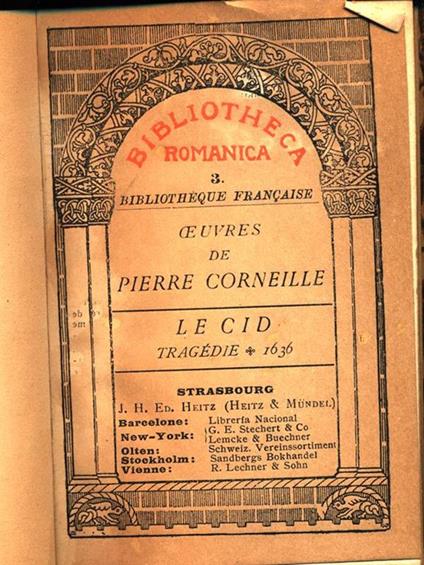 BIBLIOTHECA
ROMANICA
3.
BIBLIOTHÈQUE FRANÇAISE
ŒUVRES
DE
PIERRE CORNEILLE
LE CID
TRAGÉDIE ✤ 1636
STRASBOURG
J. H. ED. HEITZ (HEITZ & MÜNDEL)
Barcelone: Librería Nacional
New-York: G. E. Stechert & Co
Lemcke & Buechner
Olten: Schweiz. Vereinssortiment
Stockholm: Sandbergs Bokhandel
Vienne: R. Lechner & Sohn